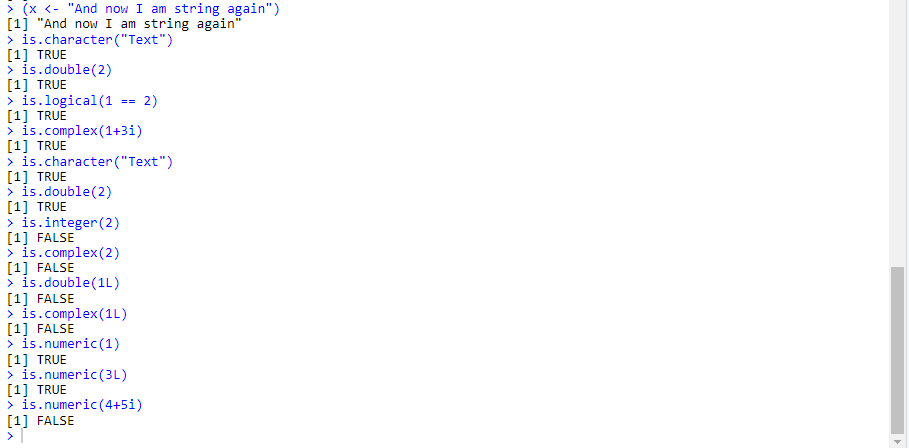 > (x <- "And now I am string again")
[1] "And now I am string again"
> is.character("Text")
[1] TRUE
> is.double(2)
[1] TRUE
> is.logical(1 == 2)
[1] TRUE
> is.complex(1+3i)
[1] TRUE
> is.character("Text")
[1] TRUE
> is.double(2)
[1] TRUE
> is.integer(2)
[1] FALSE
> is.complex(2)
[1] FALSE
> is.double(1L)
[1] FALSE
> is.complex(1L)
[1] FALSE
> is.numeric(1)
[1] TRUE
> is.numeric(3L)
[1] TRUE
> is.numeric(4+5i)
[1] FALSE
>